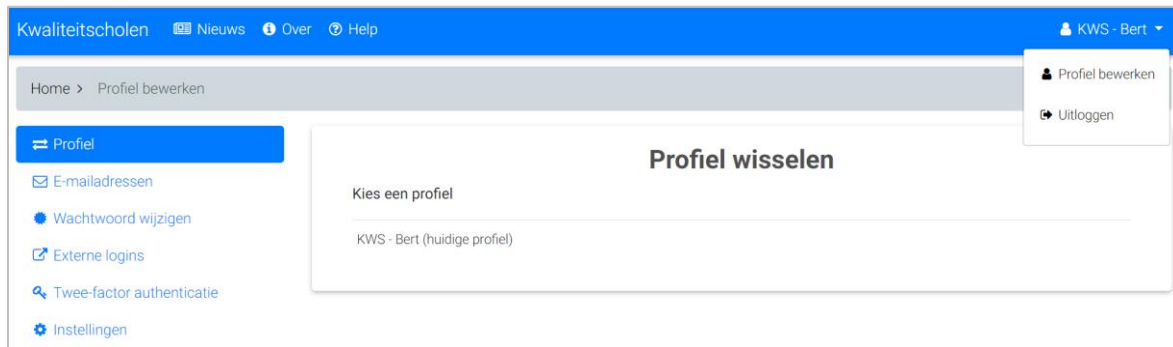 Kwaliteitscholen Nieuws Over Help KWS - Bert
Profiel bewerken
Uitloggen
Home > Profiel bewerken
Profiel
E-mailadressen
Wachtwoord wijzigen
Externe logins
Twee-factor authenticatie
Instellingen
Profiel wisselen
Kies een profiel
KWS - Bert (huidige profiel)